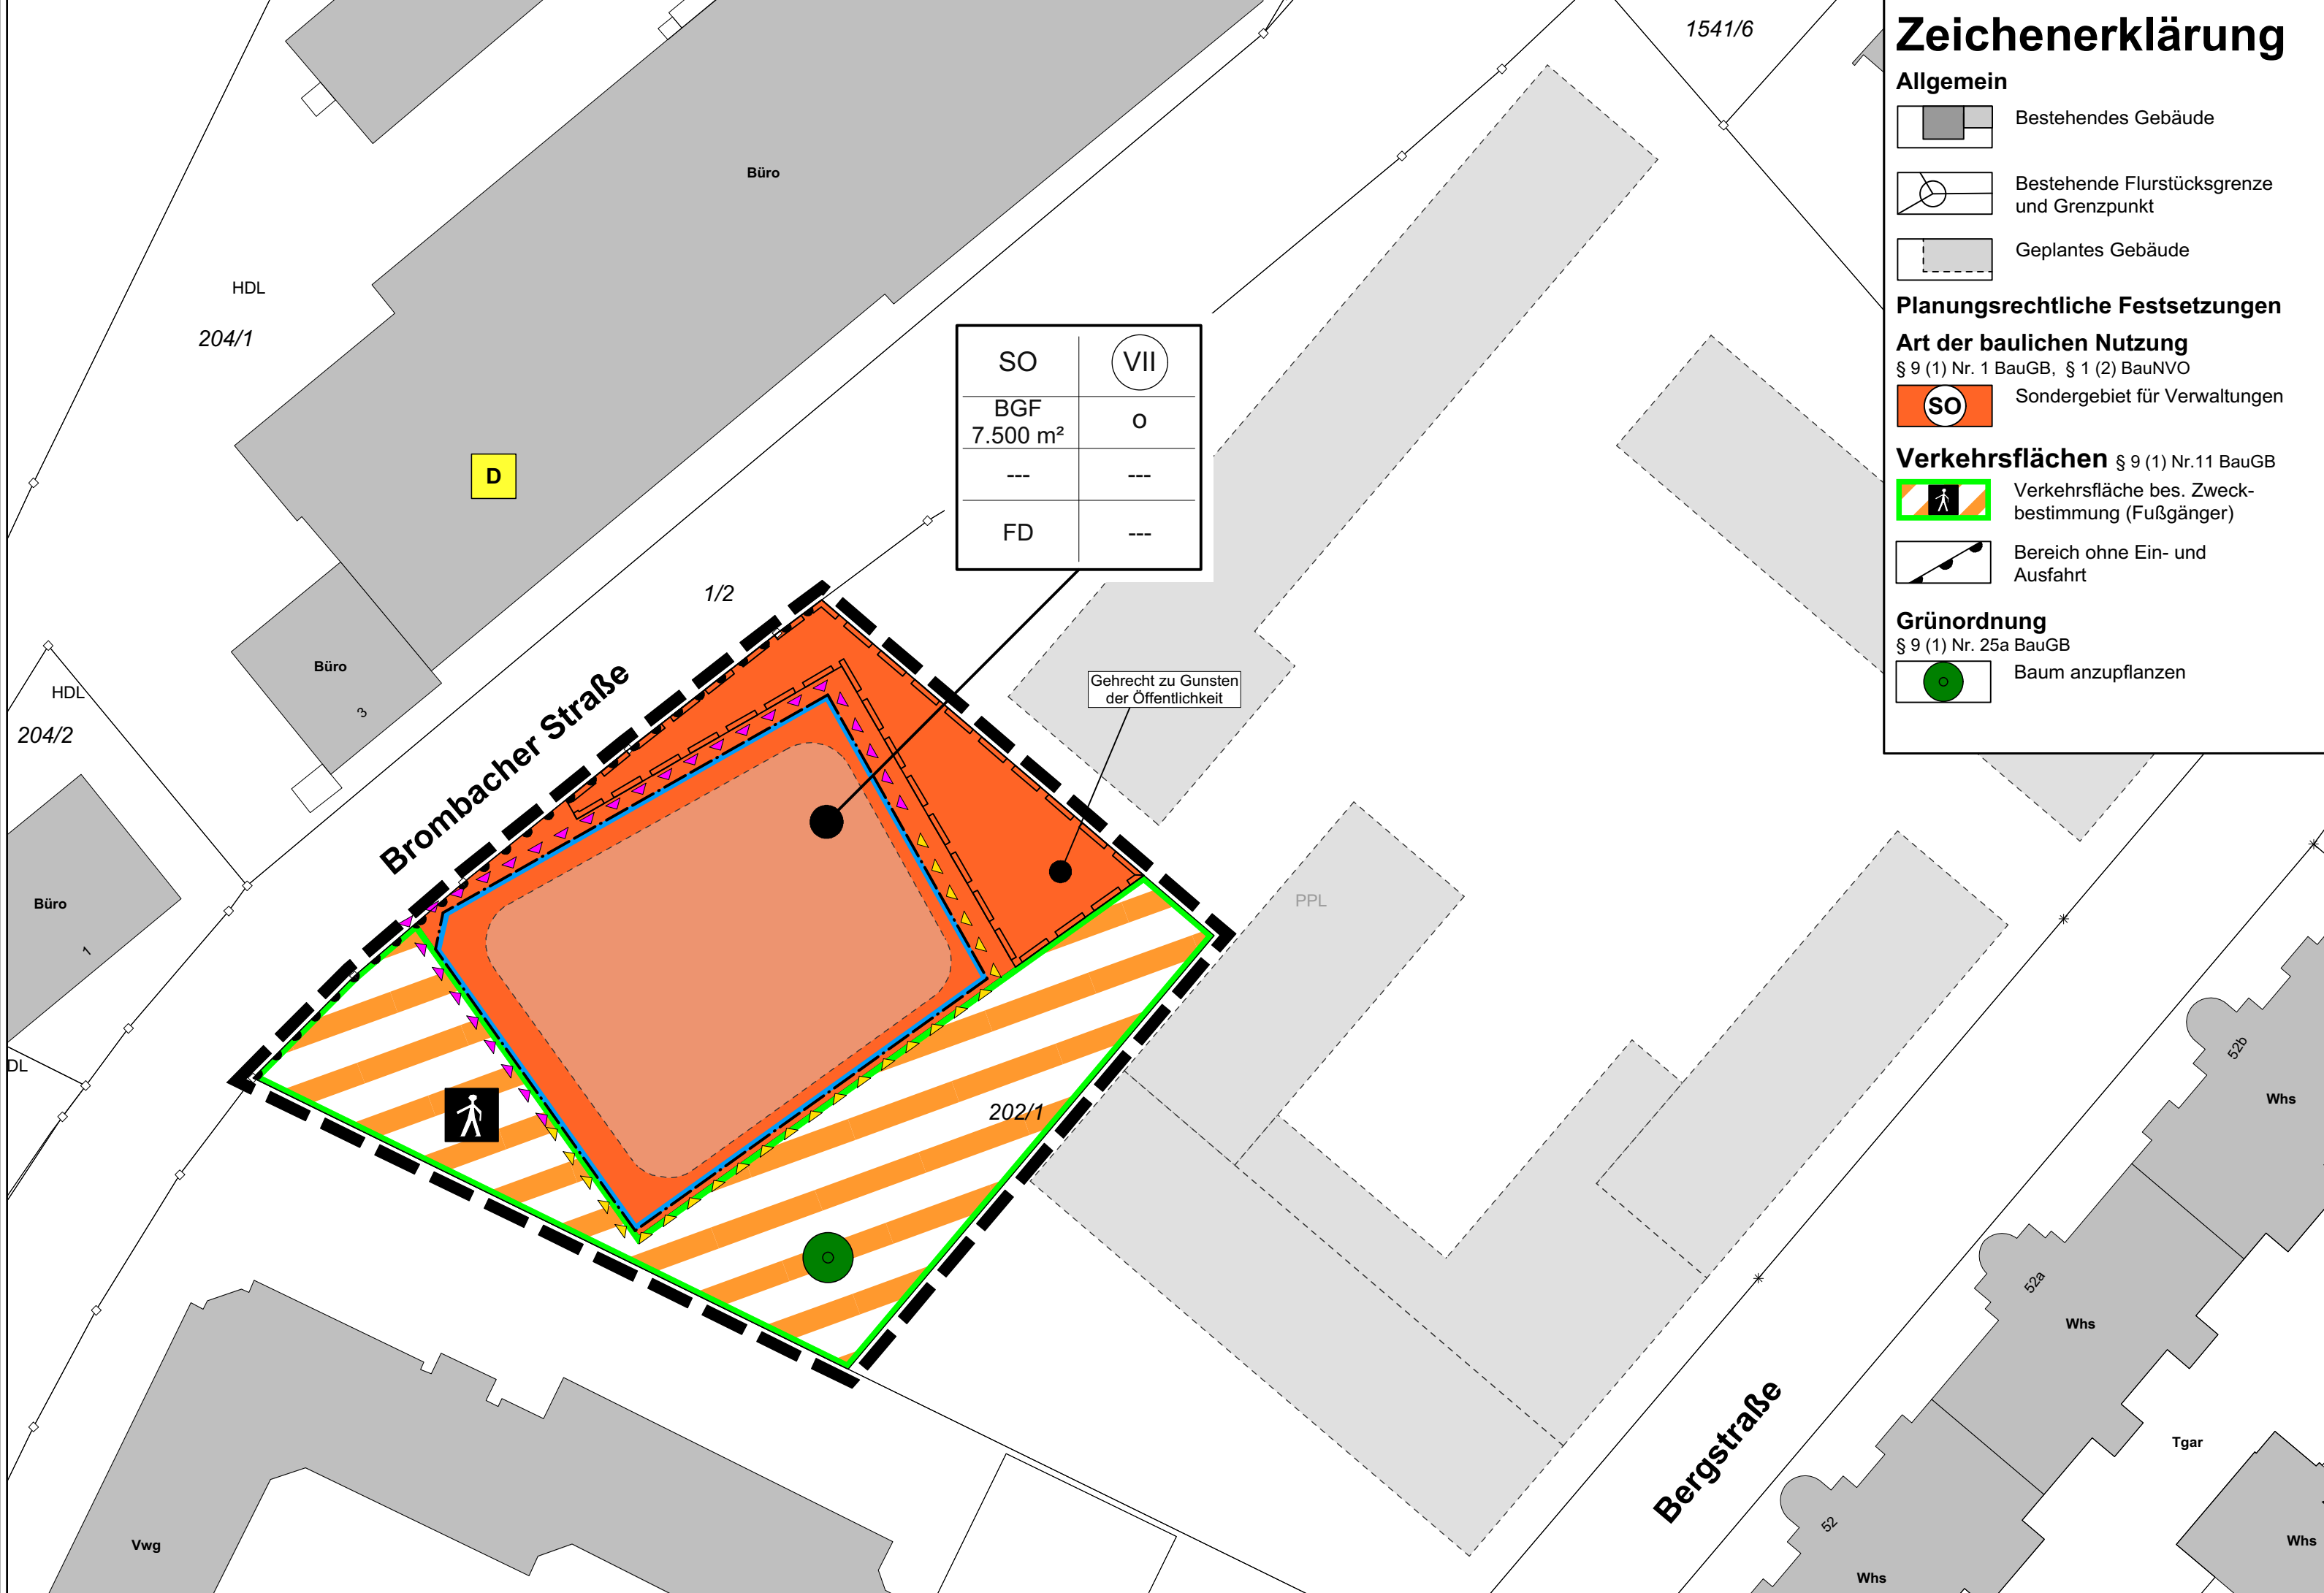 1541/6
Büro
HDL
204/1
D
SO
VII
BGF
7.500 m²
o
---
---
FD
---
1/2
Büro
3
HDL
204/2
Brombacher Straße
Gehrecht zu Gunsten
der Öffentlichkeit
Büro
1
DL
PPL
202/1
52b
Whs
52a
Whs
Tgar
Bergstraße
52
Whs
Whs
Vwg
Zeichenerklärung
Allgemein
Bestehendes Gebäude
Bestehende Flurstücksgrenze
und Grenzpunkt
Geplantes Gebäude
Planungsrechtliche Festsetzungen
Art der baulichen Nutzung
§ 9 (1) Nr. 1 BauGB, § 1 (2) BauNVO
SO
Sondergebiet für Verwaltungen
Verkehrsflächen § 9 (1) Nr.11 BauGB
Verkehrsfläche bes. Zweck-
bestimmung (Fußgänger)
Bereich ohne Ein- und
Ausfahrt
Grünordnung
§ 9 (1) Nr. 25a BauGB
Baum anzupflanzen